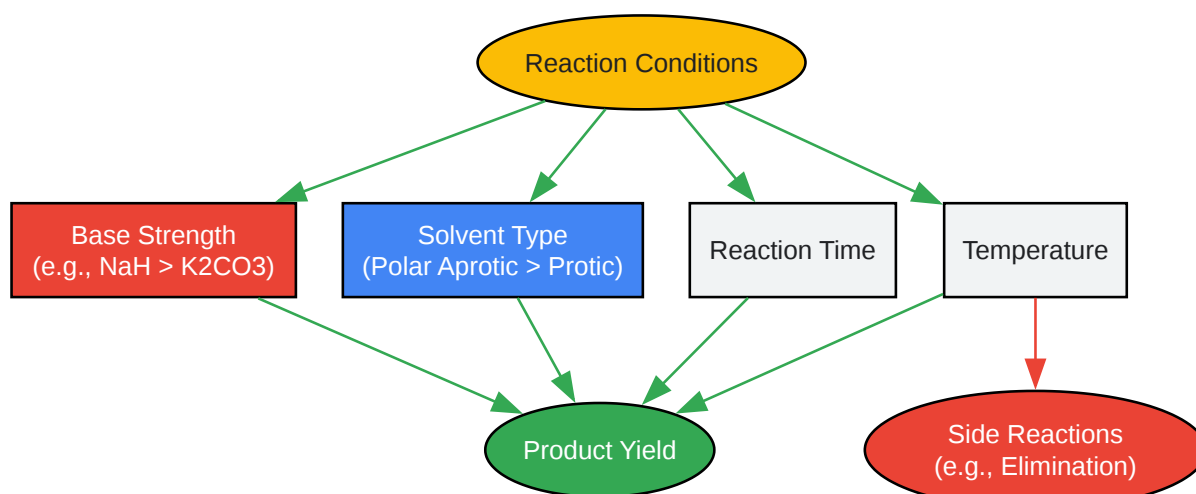 Reaction Conditions
Base Strength
(e.g., NaH > K2CO3)
Solvent Type
(Polar Aprotic > Protic)
Reaction Time
Temperature
Product Yield
Side Reactions
(e.g., Elimination)